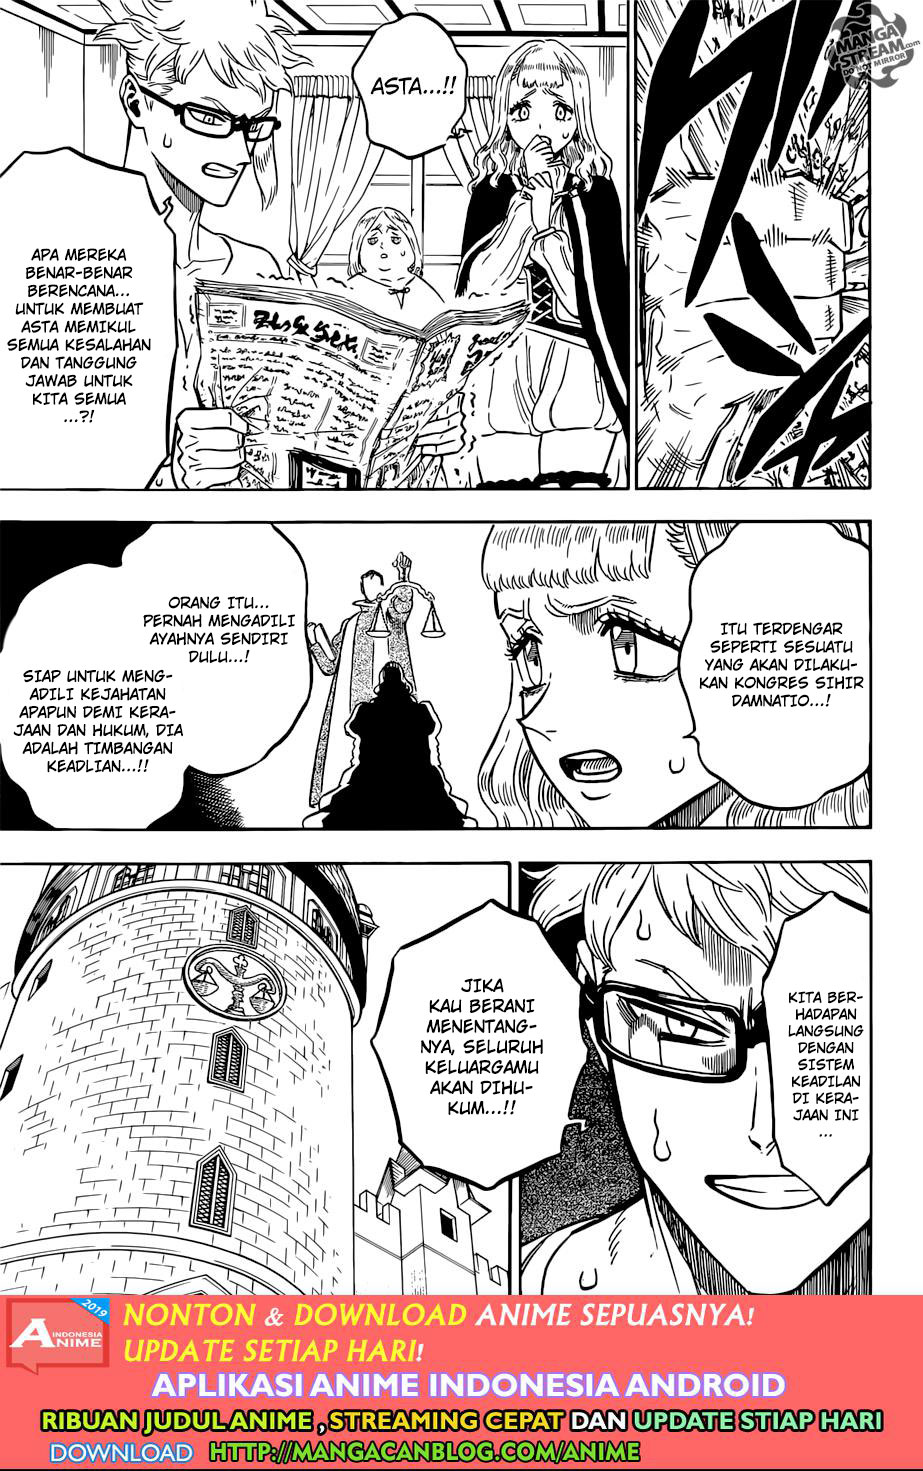 MANGA
STREAM.com
DO NOT MIRROR
ASTA...!!
APA MEREKA
BENAR-BENAR
BERENCANA...
UNTUK MEMBUAT
ASTA MEMIKUL
SEMUA KESALAHAN
DAN TANGGUNG
JAWAB UNTUK
KITA SEMUA
...?!
ITU TERDENGAR
SEPERTI SESUATU
YANG AKAN DILAKU-
KAN KONGRES SIHIR
DAMNATIO...!
ORANG ITU...
PERNAH MENGADILI
AYAHNYA SENDIRI
DULU...!
SIAP UNTUK MENG-
ADILI KEJAHATAN
APAPUN DEMI KERA-
JAAN DAN HUKUM, DIA
ADALAH TIMBANGAN
KEADLIAN...!!
KITA BER-
HADAPAN
LANGSUNG
DENGAN
SISTEM
KEADILAN
DI KERA-
JAAN INI
...
JIKA
KAU BERANI
MENENTANG-
NYA, SELURUH
KELUARGAMU
AKAN DIHU-
KUM...!!
2019
INDONESIA
ANIME
NONTON & DOWNLOAD ANIME SEPUASNYA!
UPDATE SETIAP HARI!
APLIKASI ANIME INDONESIA ANDROID
RIBUAN JUDUL ANIME , STREAMING CEPAT DAN UPDATE STIAP HARI
DOWNLOAD HTTP://MANGACANBLOG.COM/ANIME